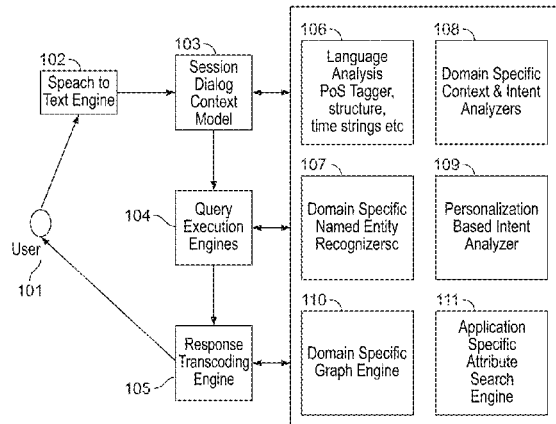 102
Speach to
Text Engine
103
Session
Dialog
Context
Model
106
Language
Analysis
PoS Tagger,
structure,
time strings etc
108
Domain Specific
Context & Intent
Analyzers
User
101
104
Query
Execution
Engines
107
Domain Specific
Named Entity
Recognizersc
109
Personalization
Based Intent
Analyzer
105
Response
Transcoding
Engine
110
Domain Specific
Graph Engine
111
Application
Specific
Attribute
Search
Engine